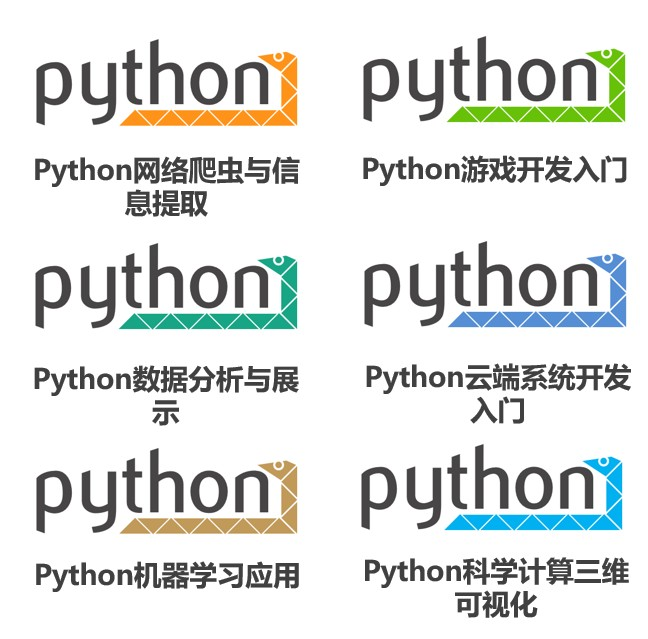 python
python
Python网络爬虫与信
息提取
Python游戏开发入门
python
python
Python数据分析与展
示
Python云端系统开发
入门
python
python
Python机器学习应用
Python科学计算三维
可视化